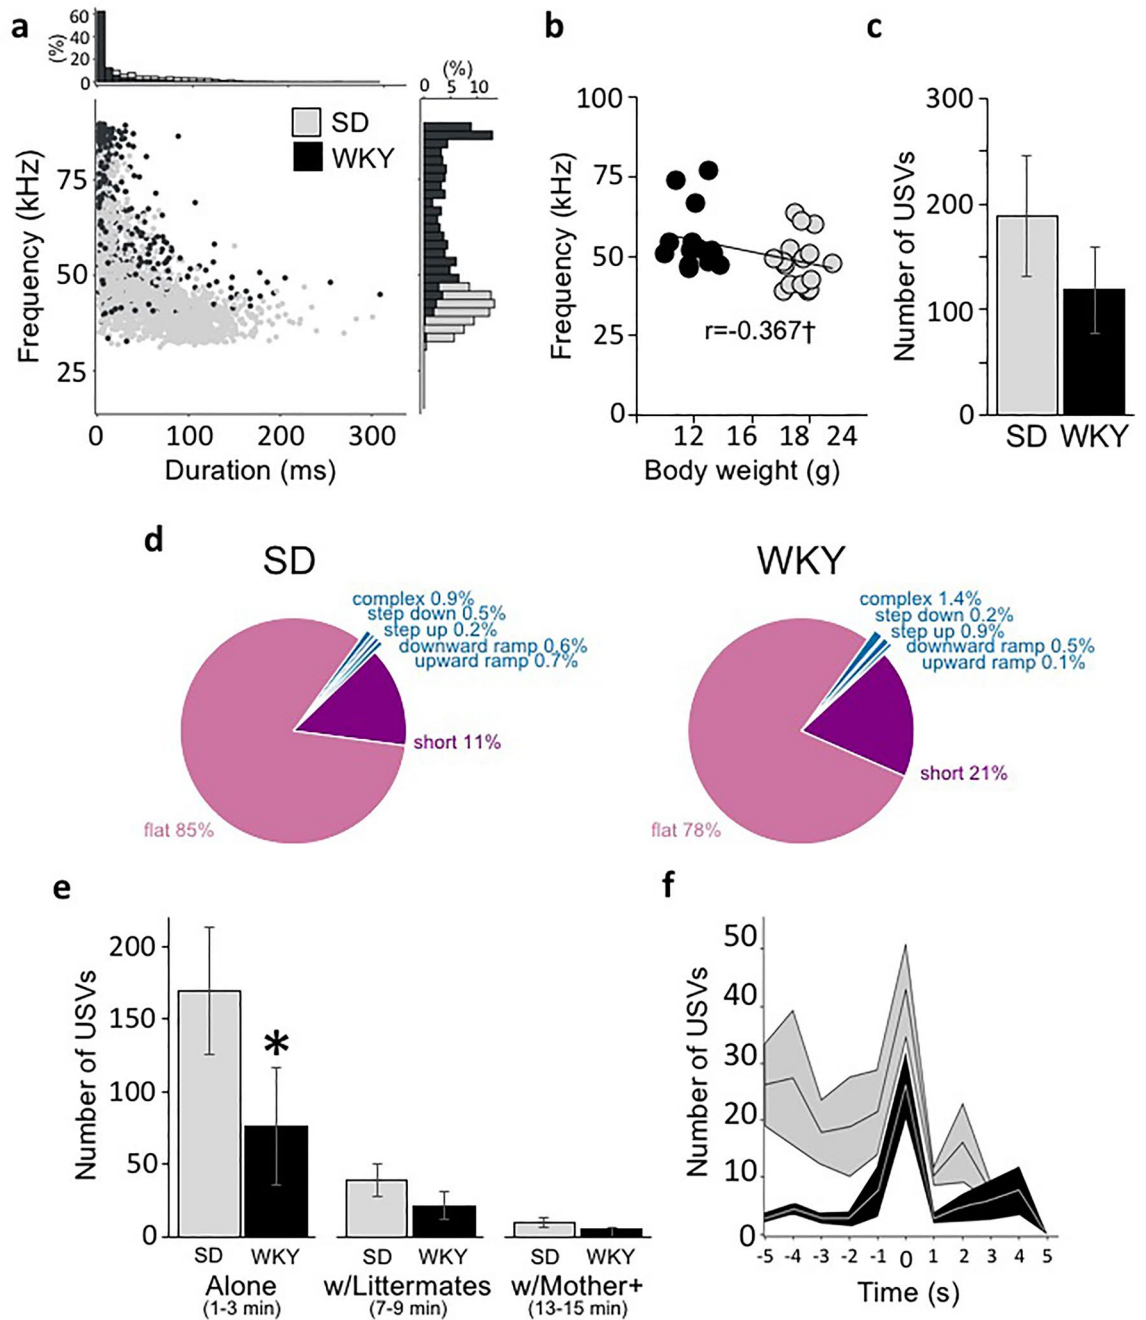 a
60
40
20
0
(%)
(%)
0 5 10
SD
WKY
75
50
25
Frequency (kHz)
0 100 200 300
Duration (ms)
b
100
75
50
25
0
Frequency (kHz)
r=-0.367†
12 16 18 24
Body weight (g)
c
300
200
100
0
Number of USVs
SD WKY
d
SD
complex 0.9%
step down 0.5%
step up 0.2%
downward ramp 0.6%
upward ramp 0.7%
short 11%
flat 85%
WKY
complex 1.4%
step down 0.2%
step up 0.9%
downward ramp 0.5%
upward ramp 0.1%
short 21%
flat 78%
e
200
150
100
50
0
Number of USVs
*
SD WKY SD WKY SD WKY
Alone w/Littermates w/Mother+
(1-3 min) (7-9 min) (13-15 min)
f
50
40
30
20
10
0
Number of USVs
-5 -4 -3 -2 -1 0 1 2 3 4 5
Time (s)